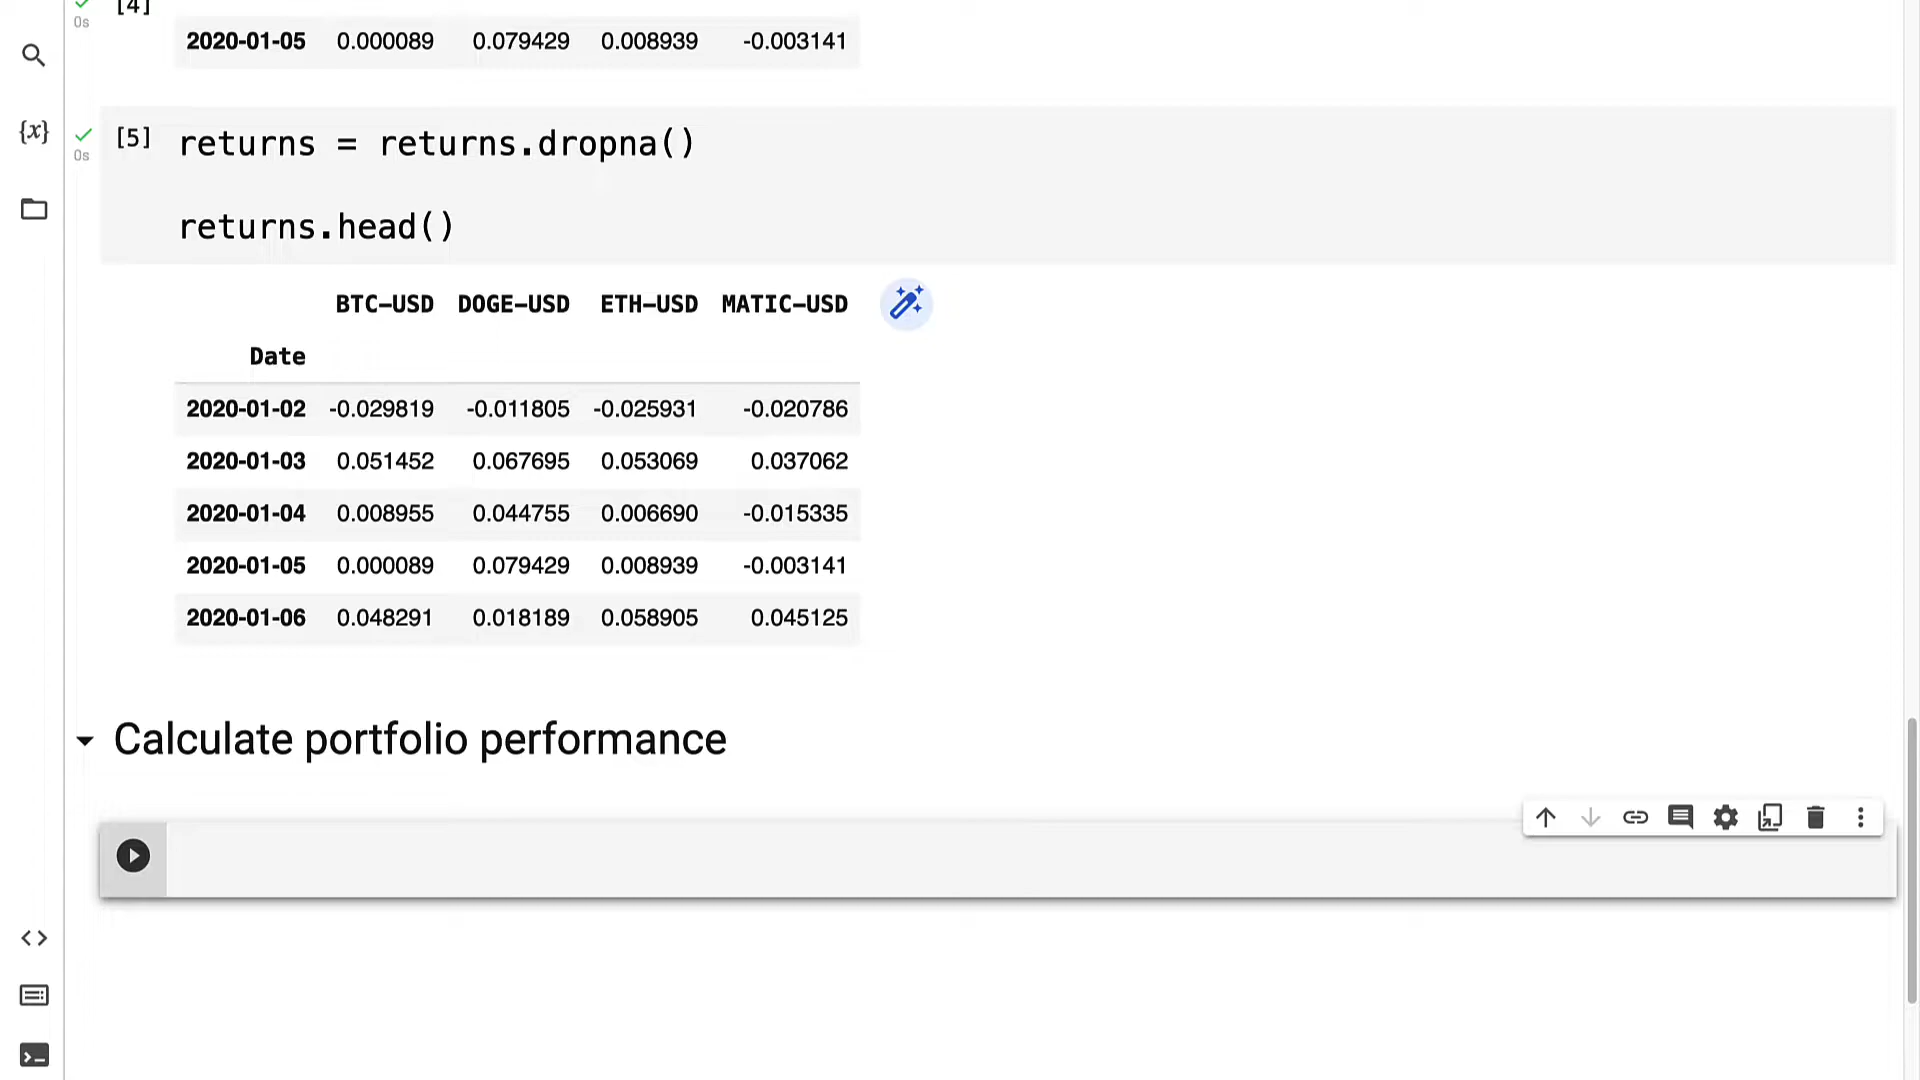 [4]
0s
2020-01-05 0.000089 0.079429 0.008939 -0.003141
{x}
[5] returns = returns.dropna()
0s
returns.head()
BTC-USD DOGE-USD ETH-USD MATIC-USD
Date
2020-01-02 -0.029819 -0.011805 -0.025931 -0.020786
2020-01-03 0.051452 0.067695 0.053069 0.037062
2020-01-04 0.008955 0.044755 0.006690 -0.015335
2020-01-05 0.000089 0.079429 0.008939 -0.003141
2020-01-06 0.048291 0.018189 0.058905 0.045125
Calculate portfolio performance